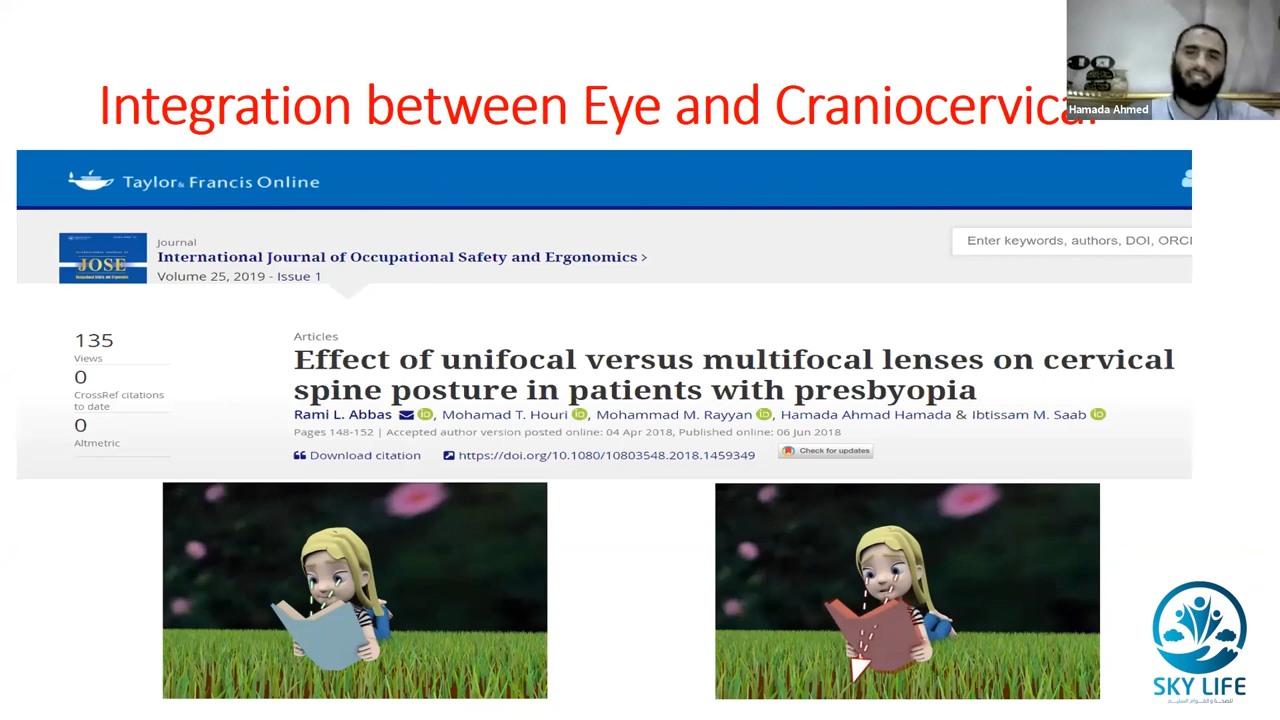 Integration between Eye and Craniocervical
Hamada Ahmed
Taylor & Francis Online
JOSE
Journal
International Journal of Occupational Safety and Ergonomics >
Volume 25, 2019 - Issue 1
Enter keywords, authors, DOI, ORCI
135
Views
0
CrossRef citations
to date
0
Altmetric
Articles
Effect of unifocal versus multifocal lenses on cervical
spine posture in patients with presbyopia
Rami L. Abbas, Mohamad T. Houri, Mohammad M. Rayyan, Hamada Ahmad Hamada & Ibtissam M. Saab
Pages 148-152 | Accepted author version posted online: 04 Apr 2018, Published online: 06 Jun 2018
Download citation https://doi.org/10.1080/10803548.2018.1459349 Check for updates
SKY LIFE